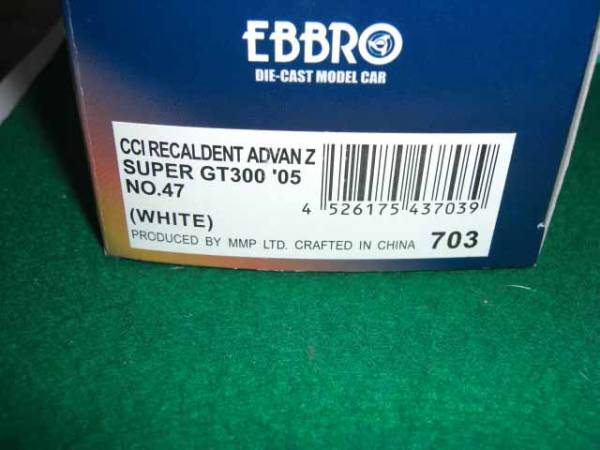 EBBRO
DIE-CAST MODEL CAR
CCI RECALDENT ADVAN Z
SUPER GT300 '05
NO.47
(WHITE)
4 526175 437039
PRODUCED BY MMP LTD. CRAFTED IN CHINA 703